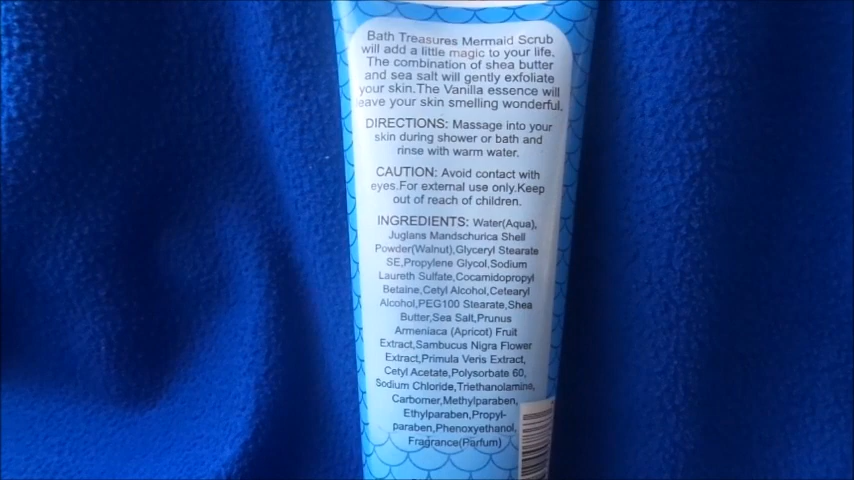 Bath Treasures Mermaid Scrub
will add a little magic to your life.
The combination of shea butter
and sea salt will gently exfoliate
your skin.The Vanilla essence will
leave your skin smelling wonderful.
DIRECTIONS: Massage into your
skin during shower or bath and
rinse with warm water.
CAUTION: Avoid contact with
eyes.For external use only.Keep
out of reach of children.
INGREDIENTS: Water(Aqua),
Juglans Mandschurica Shell
Powder(Walnut),Glyceryl Stearate
SE,Propylene Glycol,Sodium
Laureth Sulfate,Cocamidopropyl
Betaine,Cetyl Alcohol,Cetearyl
Alcohol,PEG100 Stearate,Shea
Butter,Sea Salt,Prunus
Armeniaca (Apricot) Fruit
Extract,Sambucus Nigra Flower
Extract,Primula Veris Extract,
Cetyl Acetate,Polysorbate 60,
Sodium Chloride,Triethanolamine,
Carbomer,Methylparaben,
Ethylparaben,Propyl-
paraben,Phenoxyethanol,
Fragrance(Parfum)